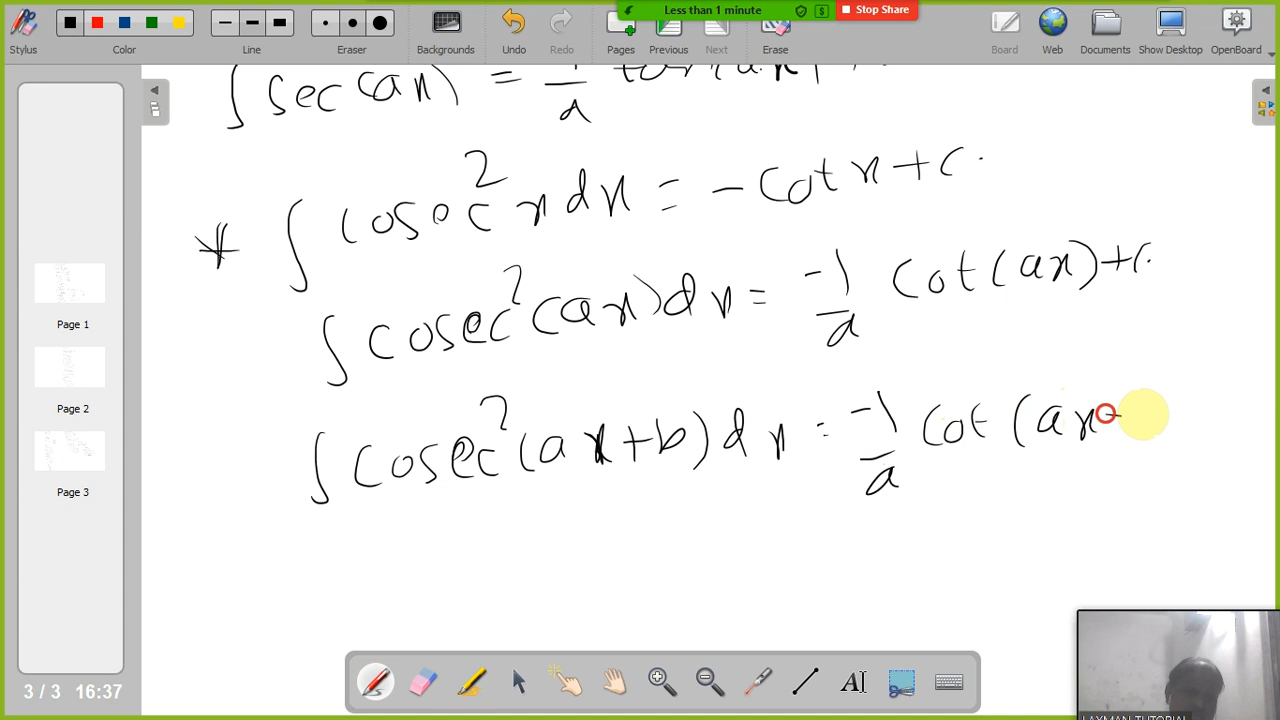 Less than 1 minute
Stop Share
Stylus
Color
Line
Eraser
Backgrounds
Undo
Redo
Pages
Previous
Next
Erase
Board
Web
Documents
Show Desktop
OpenBoard
∫ sec (ax) = 1/a tan(ax) +
* ∫ cosec² x dx = - cot x + c.
∫ cosec² (ax) dx = -1/a cot (ax) + c.
∫ cosec² (ax + b) dx = -1/a cot (ax +
Page 1
Page 2
Page 3
3 / 3 16:37
LAXMAN TUTORIAL